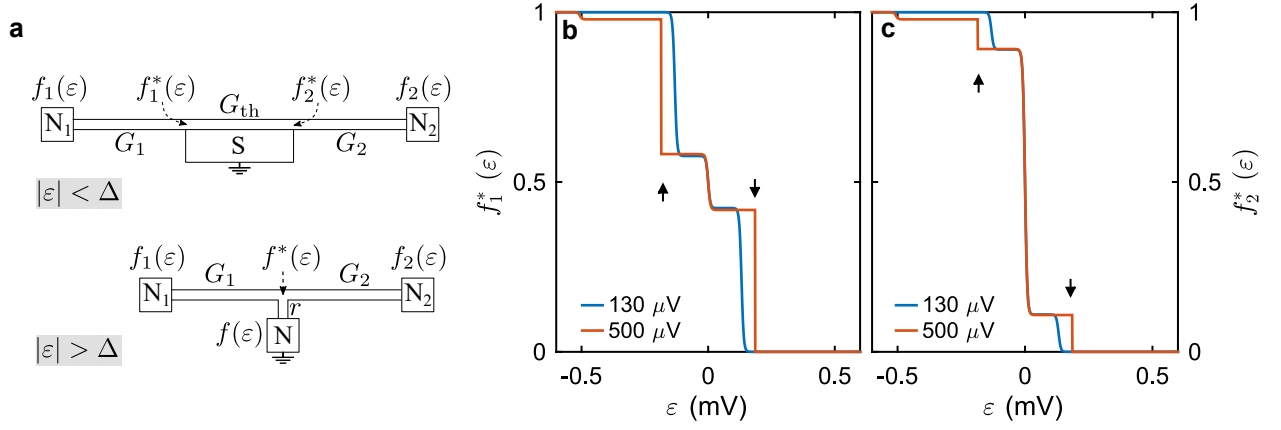 a
f₁(ε) f₁*(ε) G_th f₂*(ε) f₂(ε)
N₁ G₁ S G₂ N₂
|ε| < Δ
f₁(ε) G₁ f*(ε) G₂ f₂(ε)
N₁ r N₂
f(ε) N
|ε| > Δ
b
1
0.5
0
f₁* (ε)
130 μV
500 μV
-0.5 0 0.5
ε (mV)
c
130 μV
500 μV
-0.5 0 0.5
ε (mV)
1
0.5
0
f₂* (ε)